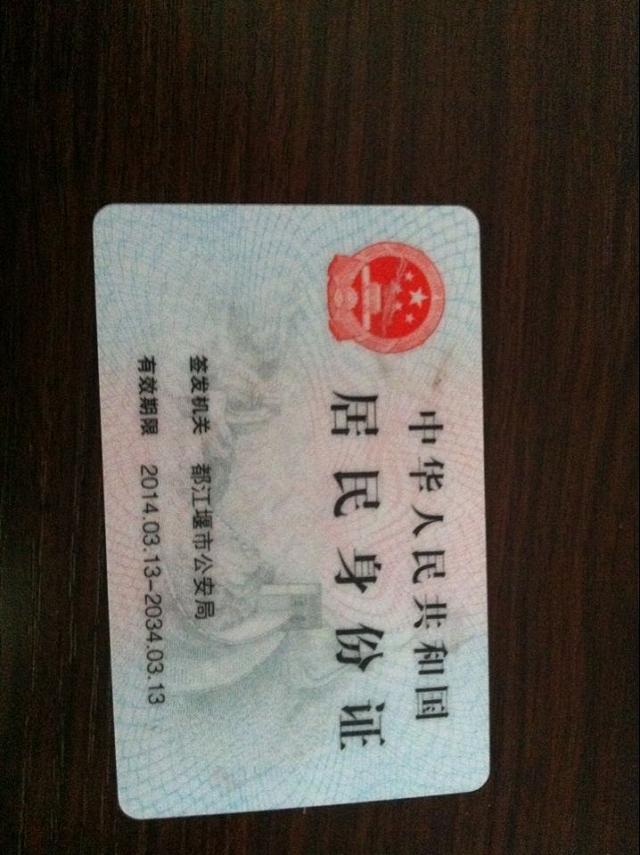 中华人民共和国
居民身份证
签发机关 都江堰市公安局
有效期限 2014.03.13-2034.03.13